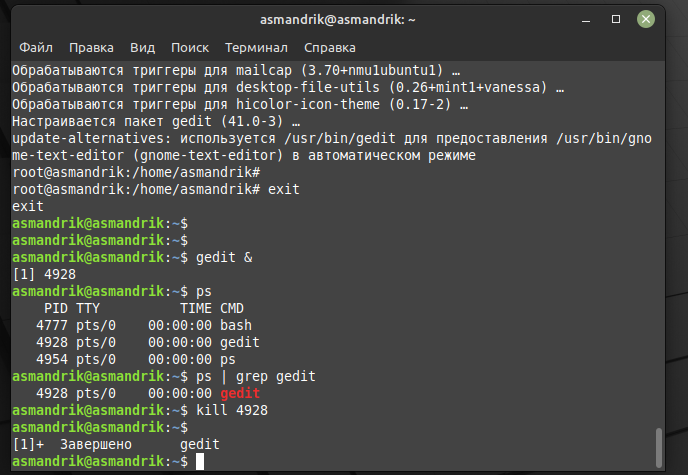 asmandrik@asmandrik: ~
Файл Правка Вид Поиск Терминал Справка
Обрабатываются триггеры для mailcap (3.70+nmu1ubuntu1) …
Обрабатываются триггеры для desktop-file-utils (0.26+mint1+vanessa) …
Обрабатываются триггеры для hicolor-icon-theme (0.17-2) …
Настраивается пакет gedit (41.0-3) …
update-alternatives: используется /usr/bin/gedit для предоставления /usr/bin/gno
me-text-editor (gnome-text-editor) в автоматическом режиме
root@asmandrik:/home/asmandrik#
root@asmandrik:/home/asmandrik# exit
exit
asmandrik@asmandrik:~$
asmandrik@asmandrik:~$
asmandrik@asmandrik:~$ gedit &
[1] 4928
asmandrik@asmandrik:~$ ps
    PID TTY          TIME CMD
   4777 pts/0    00:00:00 bash
   4928 pts/0    00:00:00 gedit
   4954 pts/0    00:00:00 ps
asmandrik@asmandrik:~$ ps | grep gedit
   4928 pts/0    00:00:00 gedit
asmandrik@asmandrik:~$ kill 4928
asmandrik@asmandrik:~$
[1]+  Завершено      gedit
asmandrik@asmandrik:~$